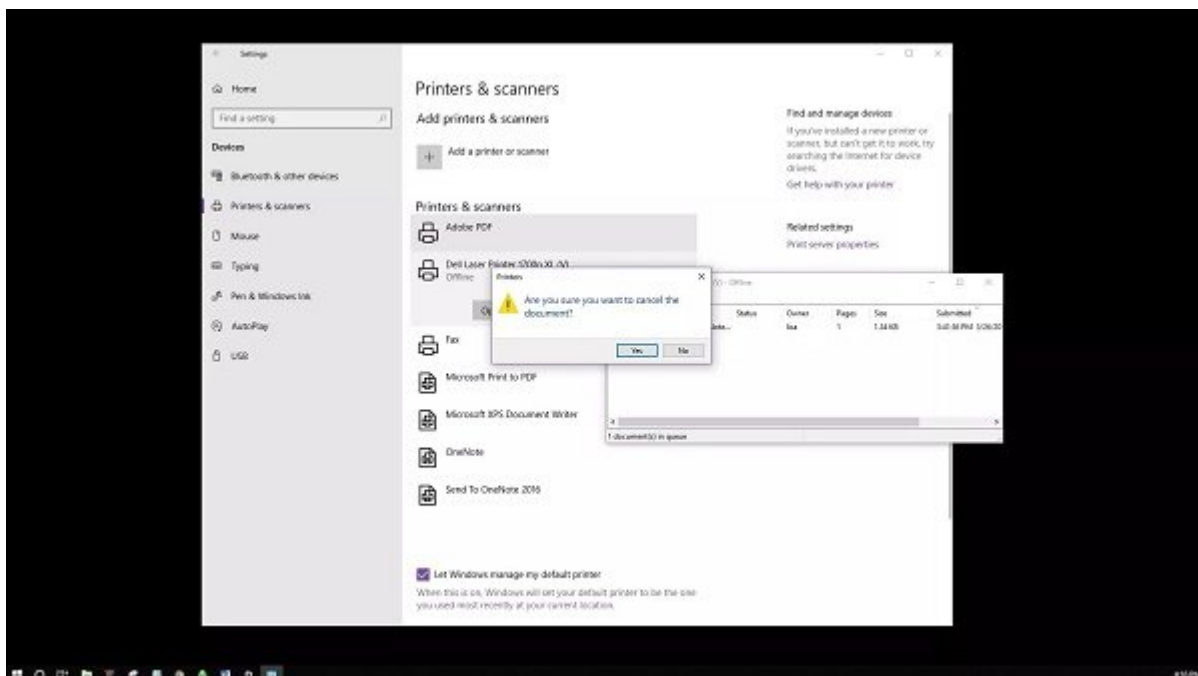 Settings
Home
Find a setting
Devices
Bluetooth & other devices
Printers & scanners
Mouse
Typing
Pen & Windows Ink
AutoPlay
USB
Printers & scanners
Add printers & scanners
Add a printer or scanner
Printers & scanners
Adobe PDF
Offline
Fax
Microsoft Print to PDF
Microsoft XPS Document Writer
OneNote
Send To OneNote 2016
Let Windows manage my default printer
When this is on, Windows will set your default printer to be the one
you used most recently at your current location.
Find and manage devices
If you've installed a new printer or
scanner, but can't get it to work, try
searching the Internet for device
drivers.
Get help with your printer
Related settings
Print server properties
Printers
Are you sure you want to cancel the
document?
Yes
No
Offline
Status
Owner
Pages
Size
Submitted
1
1 document(s) in queue